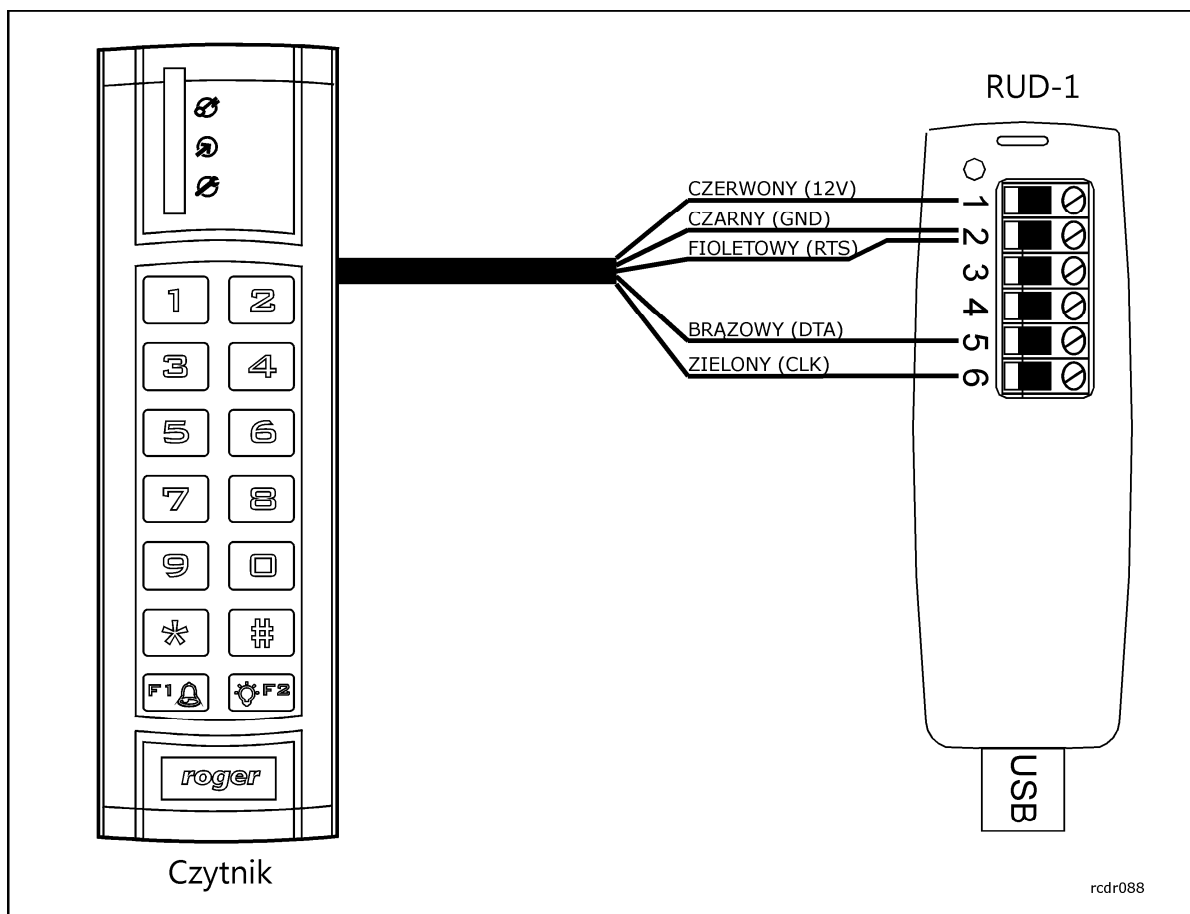 RUD-1
CZERWONY (12V)
CZARNY (GND)
FIOLETOWY (RTS)
BRĄZOWY (DTA)
ZIELONY (CLK)
1
2
3
4
5
6
1 2
3 4
5 6
7 8
9 0
* #
F1 F2
roger
USB
Czytnik
rcdr088